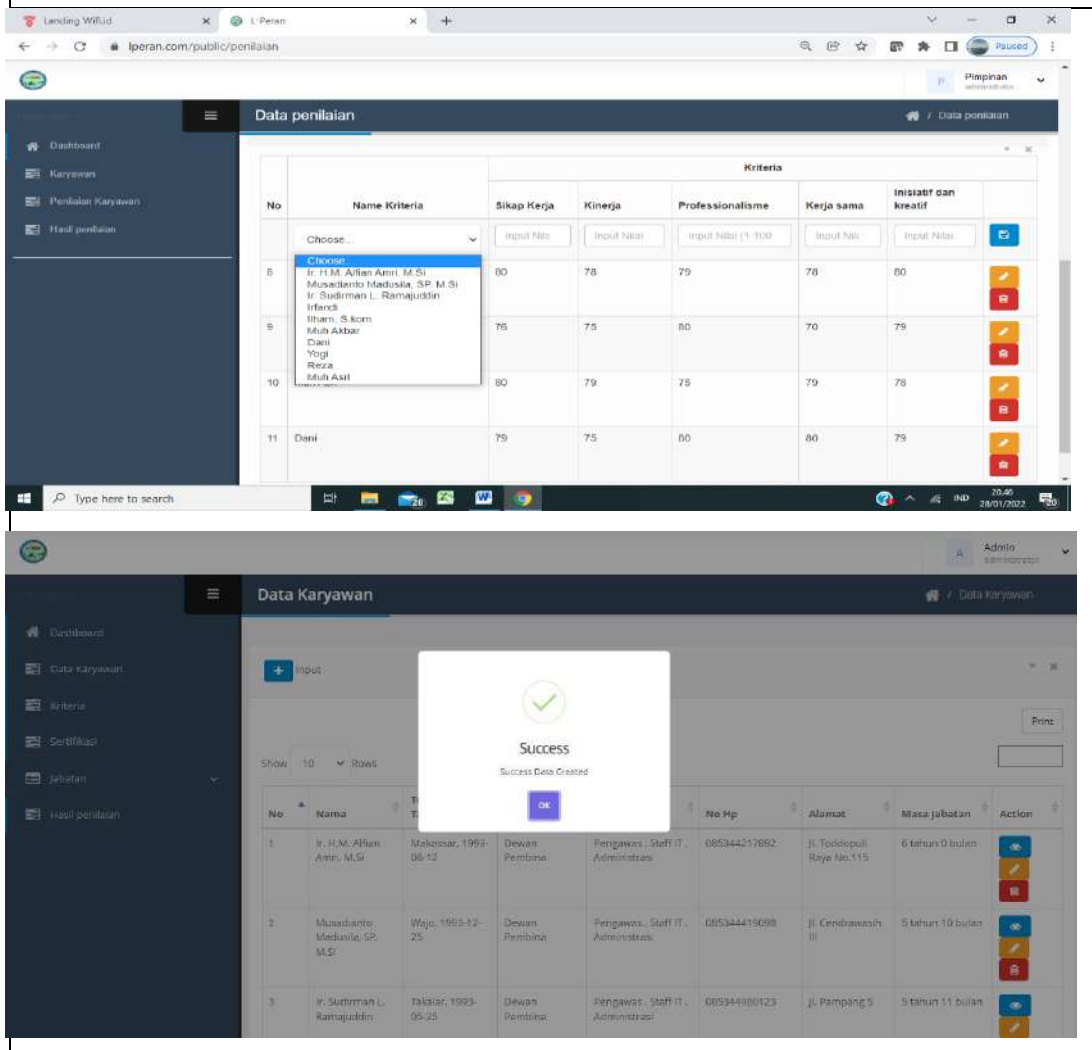 Landing Wifiid
L-Peran
lperan.com/public/penilaian
Paused
P
Pimpinan
administrator
Data penilaian
/ Data penilaian
Dashboard
Karyawan
Penilaian Karyawan
Hasil penilaian
Kriteria
No Name Kriteria Sikap Kerja Kinerja Professionalisme Kerja sama Inisiatif dan kreatif
Choose... Input Nilai Input Nilai Input Nilai (1-100 Input Nilai Input Nilai
Choose...
Ir. H.M. Alfian Amri, M.Si
Musadianto Madusila, SP. M.Si
Ir. Sudirman L. Ramajuddin
Irfandi
Ilham, S.kom
Muh Akbar
Dani
Yogi
Reza
Muh Asil
8 80 78 79 78 80
9 76 75 80 70 79
10 80 79 75 79 78
11 Dani 79 75 80 80 79
Type here to search
28
IND
20.40
28/01/2022
20
A
Admin
administrator
Data Karyawan
/ Data Karyawan
Dashboard
Data Karyawan
Kriteria
Sertifikasi
Jabatan
Hasil penilaian
Input
Print
Show 10 Rows
Success
Success Data Created
OK
No Nama No Hp Alamat Masa Jabatan Action
1 Ir. H.M. Alfian Amri, M.Si Makassar, 1993-06-12 Dewan Pembina Pengawas, Staff IT, Administrasi 085344217892 Jl. Toddopuli Raya No.115 6 tahun 0 bulan
2 Musadianto Madusila, SP. M.Si Wajo, 1993-12-25 Dewan Pembina Pengawas, Staff IT, Administrasi 085344419098 Jl. Cendrawasih III 5 tahun 10 bulan
3 Ir. Sudirman L. Ramajuddin Takalar, 1993-05-25 Dewan Pembina Pengawas, Staff IT, Administrasi 085344980123 Jl. Pampang 5 5 tahun 11 bulan